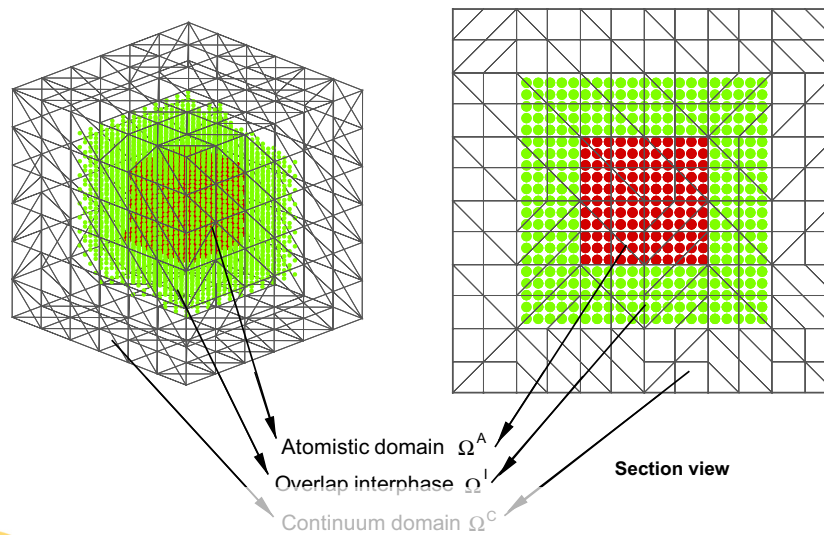 Atomistic domain Ω^A
Overlap interphase Ω^I
Section view
Continuum domain Ω^C